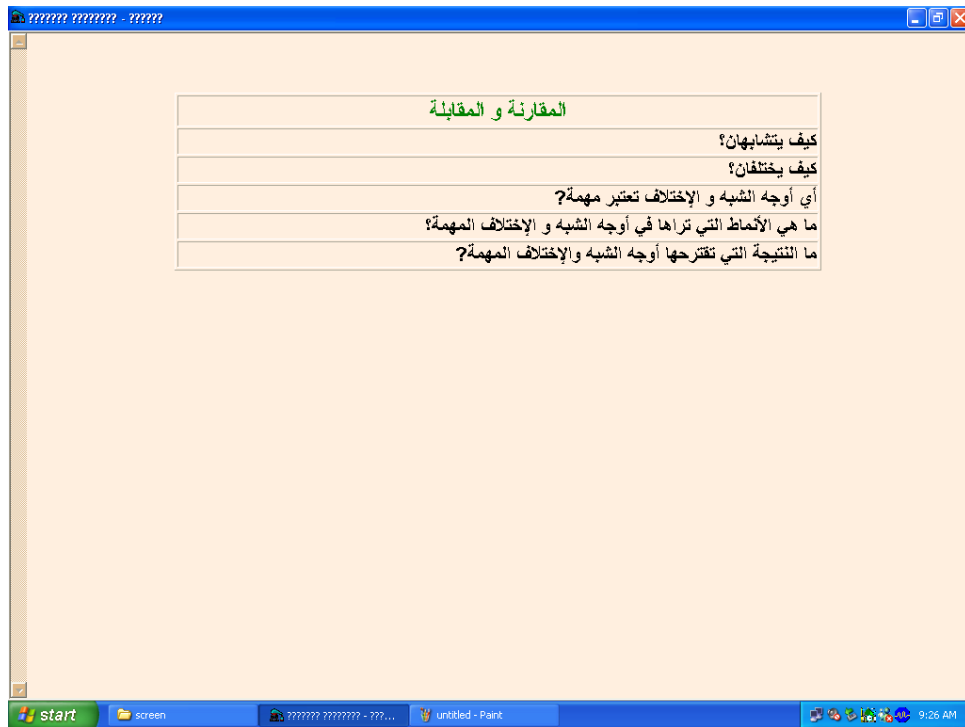 ??????? ???????? - ??????
المقارنة و المقابلة
كيف يتشابهان؟
كيف يختلفان؟
أي أوجه الشبه و الإختلاف تعتبر مهمة?
ما هي الأنماط التي تراها في أوجه الشبه و الإختلاف المهمة؟
ما النتيجة التي تقترحها أوجه الشبه والإختلاف المهمة?
start
screen
??????? ???????? - ???...
untitled - Paint
9:26 AM